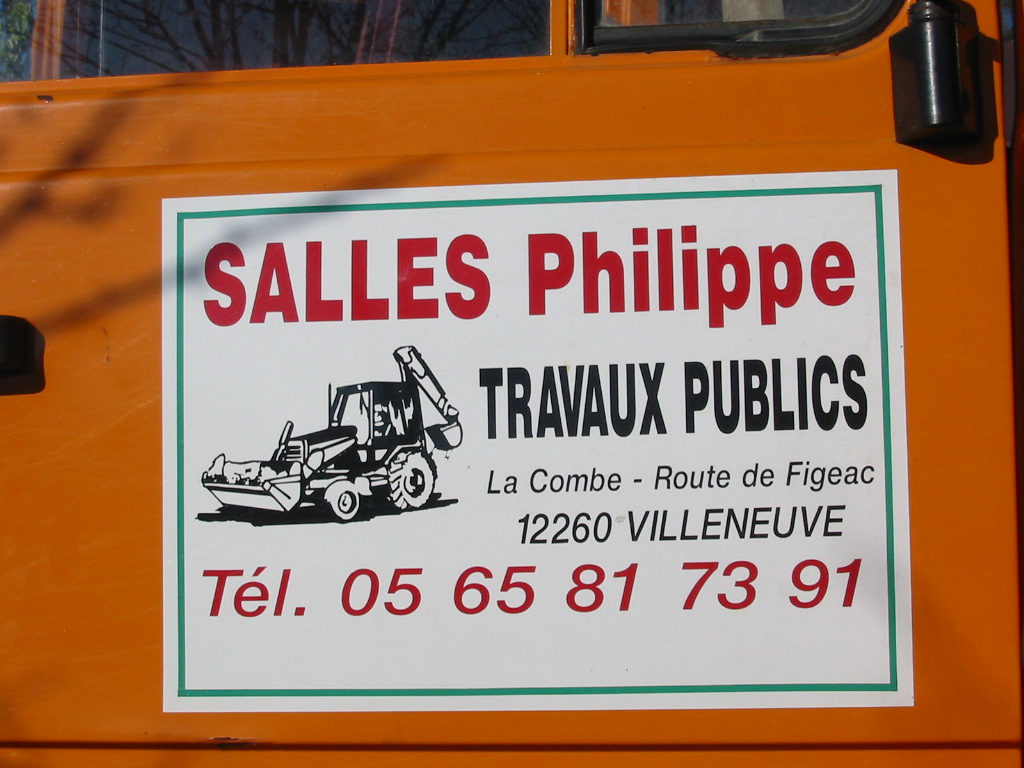 SALLES Philippe
TRAVAUX PUBLICS
La Combe - Route de Figeac
12260 VILLENEUVE
Tél. 05 65 81 73 91